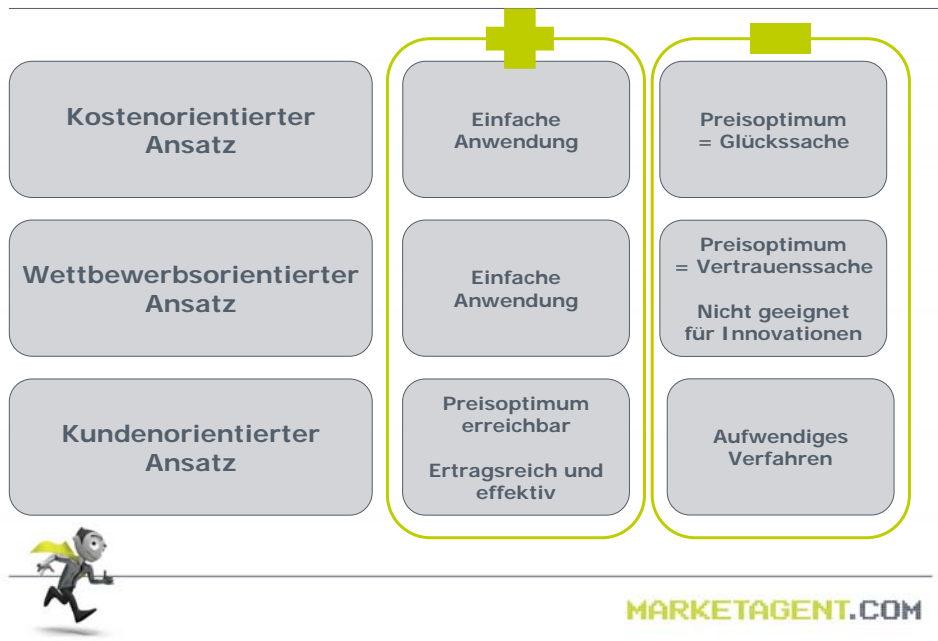 Kostenorientierter
Ansatz
Einfache
Anwendung
Preisoptimum
= Glückssache
Wettbewerbsorientierter
Ansatz
Einfache
Anwendung
Preisoptimum
= Vertrauenssache
Nicht geeignet
für Innovationen
Kundenorientierter
Ansatz
Preisoptimum
erreichbar
Ertragsreich und
effektiv
Aufwendiges
Verfahren
MARKETAGENT.COM